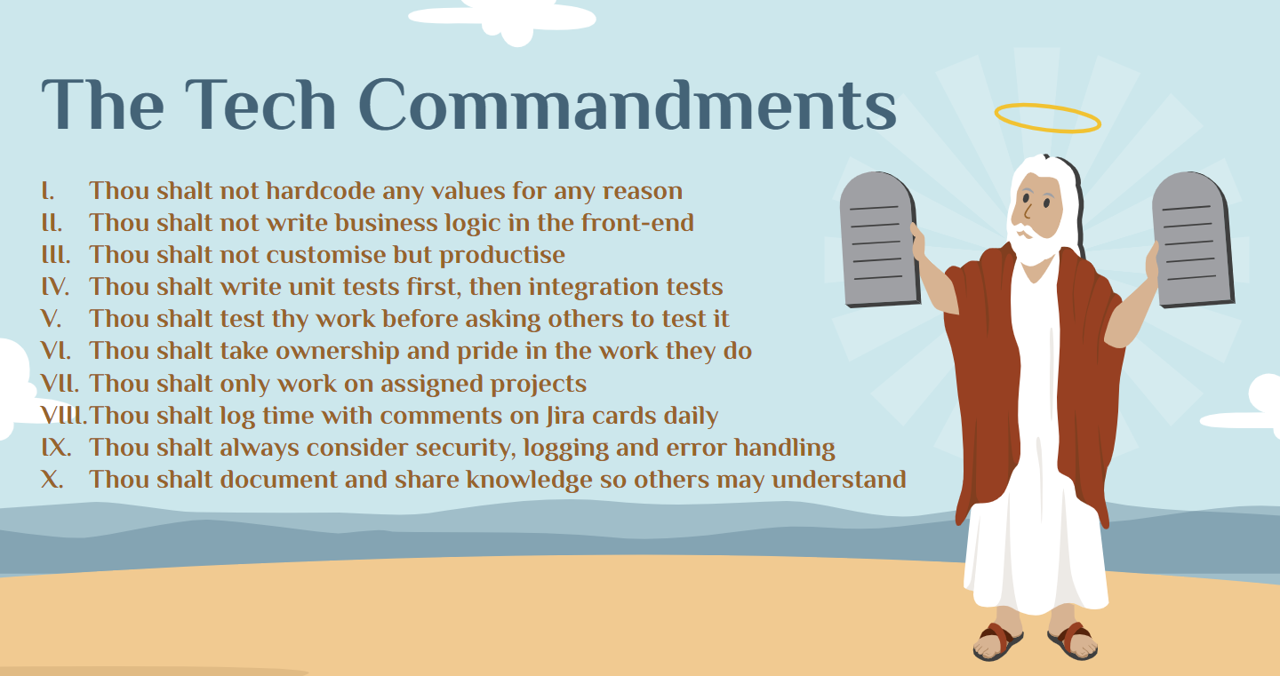 The Tech Commandments
I. Thou shalt not hardcode any values for any reason
II. Thou shalt not write business logic in the front-end
III. Thou shalt not customise but productise
IV. Thou shalt write unit tests first, then integration tests
V. Thou shalt test thy work before asking others to test it
VI. Thou shalt take ownership and pride in the work they do
VII. Thou shalt only work on assigned projects
VIII. Thou shalt log time with comments on Jira cards daily
IX. Thou shalt always consider security, logging and error handling
X. Thou shalt document and share knowledge so others may understand